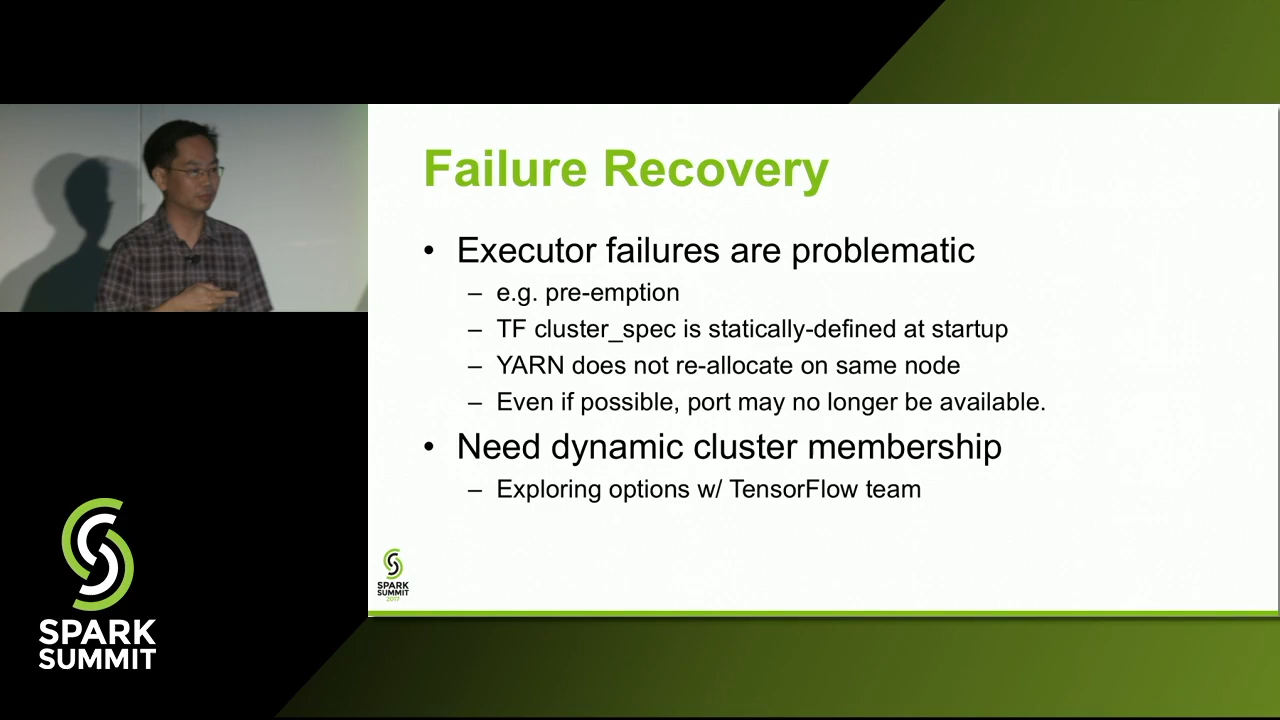 Failure Recovery
• Executor failures are problematic
– e.g. pre-emption
– TF cluster_spec is statically-defined at startup
– YARN does not re-allocate on same node
– Even if possible, port may no longer be available.
• Need dynamic cluster membership
– Exploring options w/ TensorFlow team
SPARK
SUMMIT
2017
SPARK
SUMMIT